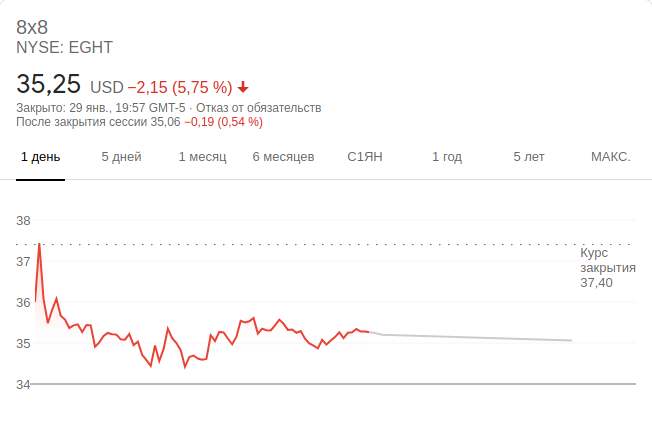 8x8
NYSE: EGHT
35,25 USD −2,15 (5,75 %)
Закрыто: 29 янв., 19:57 GMT-5 · Отказ от обязательств
После закрытия сессии 35,06 −0,19 (0,54 %)
1 день 5 дней 1 месяц 6 месяцев С1ЯН 1 год 5 лет МАКС.
38
37
36
35
34
Курс
закрытия
37,40